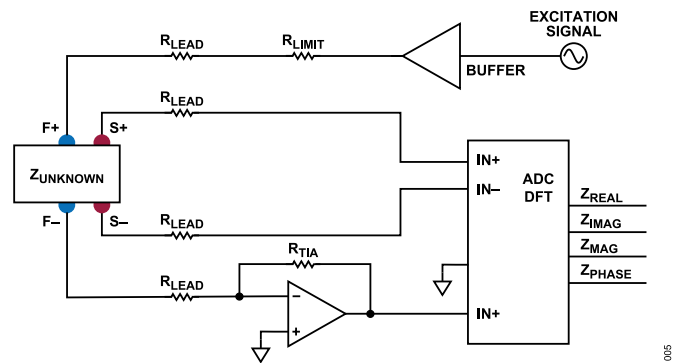 EXCITATION
SIGNAL
RLEAD
RLIMIT
BUFFER
RLEAD
F+
S+
ZUNKNOWN
IN+
IN–
ADC
DFT
ZREAL
ZIMAG
ZMAG
ZPHASE
F–
S–
RLEAD
RTIA
RLEAD
–
+
IN+
005